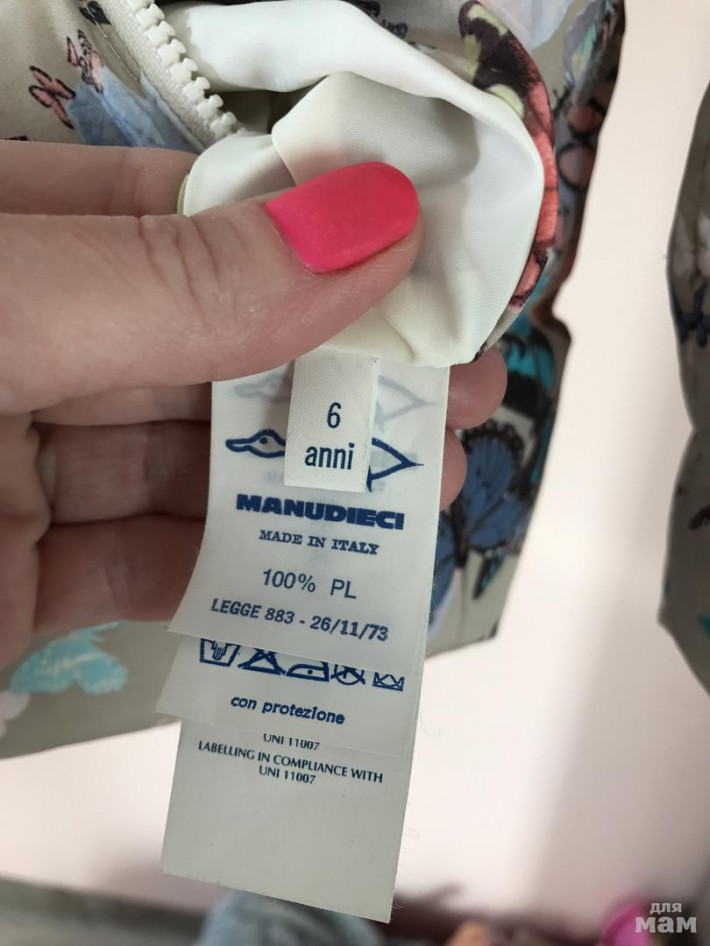 6
anni
MANUDIECI
MADE IN ITALY
100% PL
LEGGE 883 - 26/11/73
con protezione
UNI 11007
LABELLING IN COMPLIANCE WITH
UNI 11007
для
мам